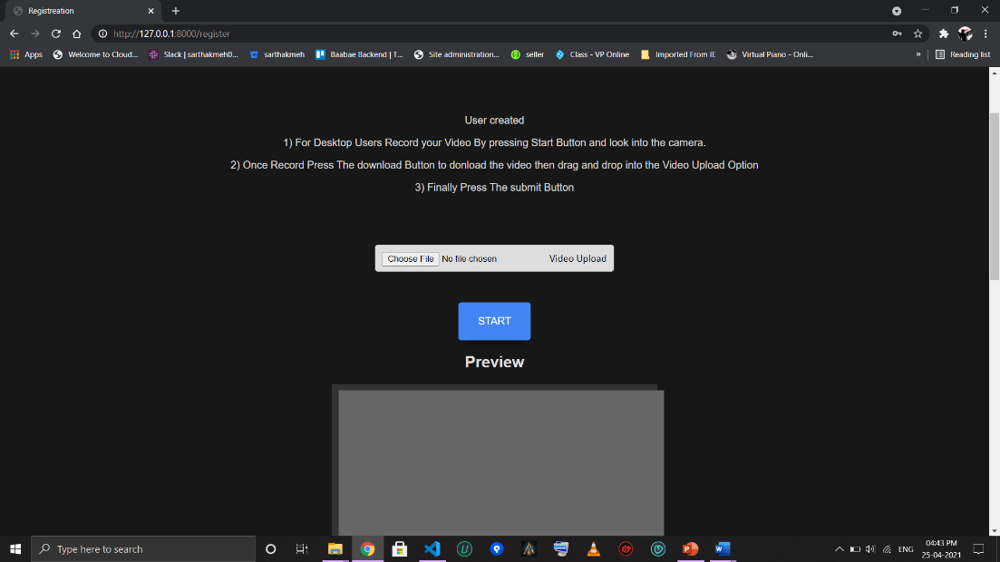 Registreation
http://127.0.0.1:8000/register
Apps
Welcome to Cloud...
Slack | sarthakmeh0...
sarthakmeh
Baabae Backend | T...
Site administration...
seller
Class - VP Online
Imported From IE
Virtual Piano - Onli...
»
Reading list
User created
1) For Desktop Users Record your Video By pressing Start Button and look into the camera.
2) Once Record Press The download Button to donload the video then drag and drop into the Video Upload Option
3) Finally Press The submit Button
Choose File No file chosen Video Upload
START
Preview
Type here to search
ENG
04:43 PM
25-04-2021